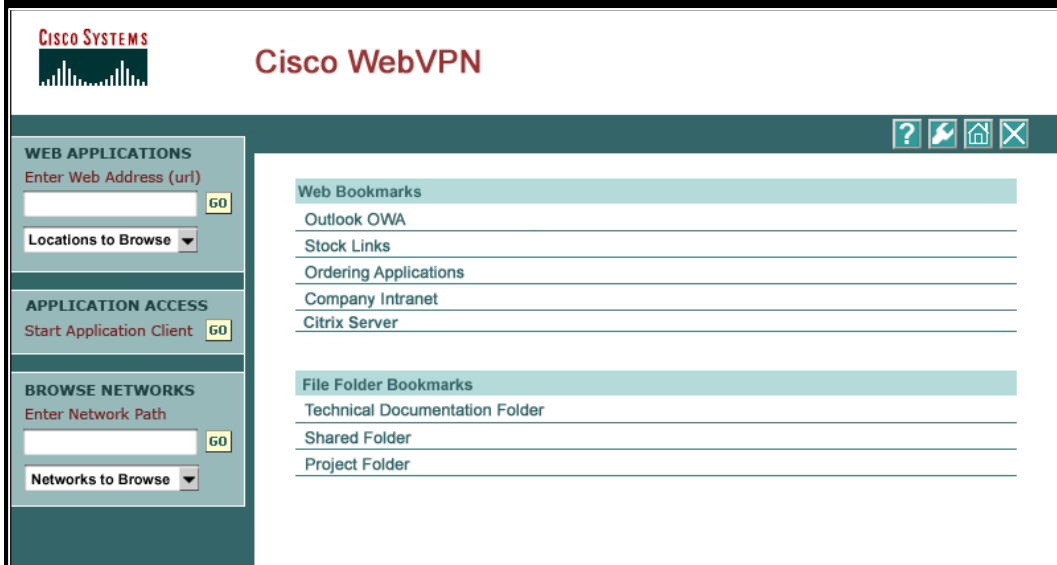 CISCO SYSTEMS
Cisco WebVPN
?
WEB APPLICATIONS
Enter Web Address (url)
GO
Locations to Browse
APPLICATION ACCESS
Start Application Client GO
BROWSE NETWORKS
Enter Network Path
GO
Networks to Browse
Web Bookmarks
Outlook OWA
Stock Links
Ordering Applications
Company Intranet
Citrix Server
File Folder Bookmarks
Technical Documentation Folder
Shared Folder
Project Folder